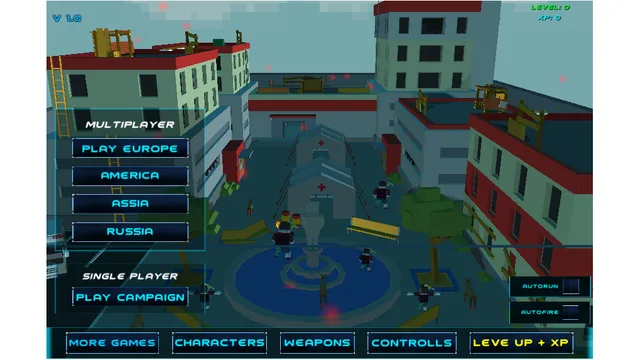 V 1.0
LEVEL: 0
XP: 0
MULTIPLAYER
PLAY EUROPE
AMERICA
ASSIA
RUSSIA
SINGLE PLAYER
PLAY CAMPAIGN
AUTORUN
AUTOFIRE
MORE GAMES
CHARACTERS
WEAPONS
CONTROLLS
LEVE UP + XP